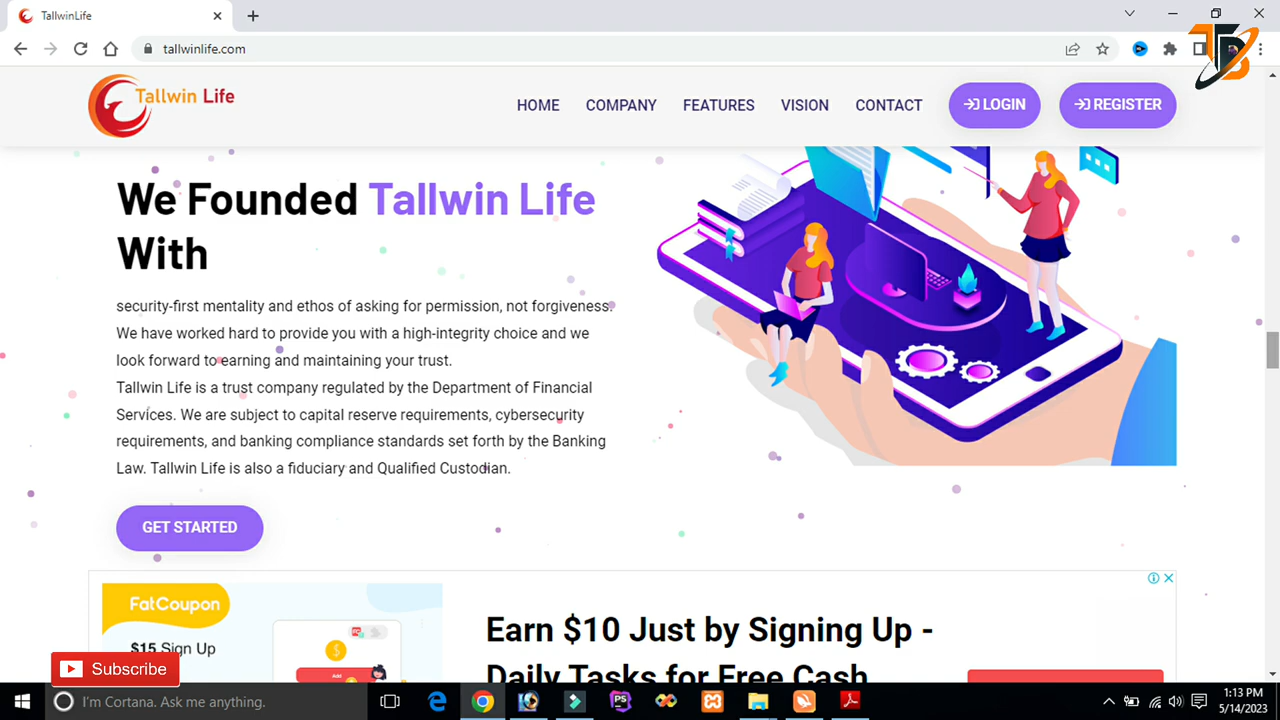 TallwinLife
tallwinlife.com
Tallwin Life
HOME
COMPANY
FEATURES
VISION
CONTACT
LOGIN
REGISTER
We Founded Tallwin Life
With
security-first mentality and ethos of asking for permission, not forgiveness.
We have worked hard to provide you with a high-integrity choice and we
look forward to earning and maintaining your trust.
Tallwin Life is a trust company regulated by the Department of Financial
Services. We are subject to capital reserve requirements, cybersecurity
requirements, and banking compliance standards set forth by the Banking
Law. Tallwin Life is also a fiduciary and Qualified Custodian.
GET STARTED
FatCoupon
$15 Sign Up
Add
Earn $10 Just by Signing Up -
Daily Tasks for Free Cash
Subscribe
I'm Cortana. Ask me anything.
PS
1:13 PM
5/14/2023